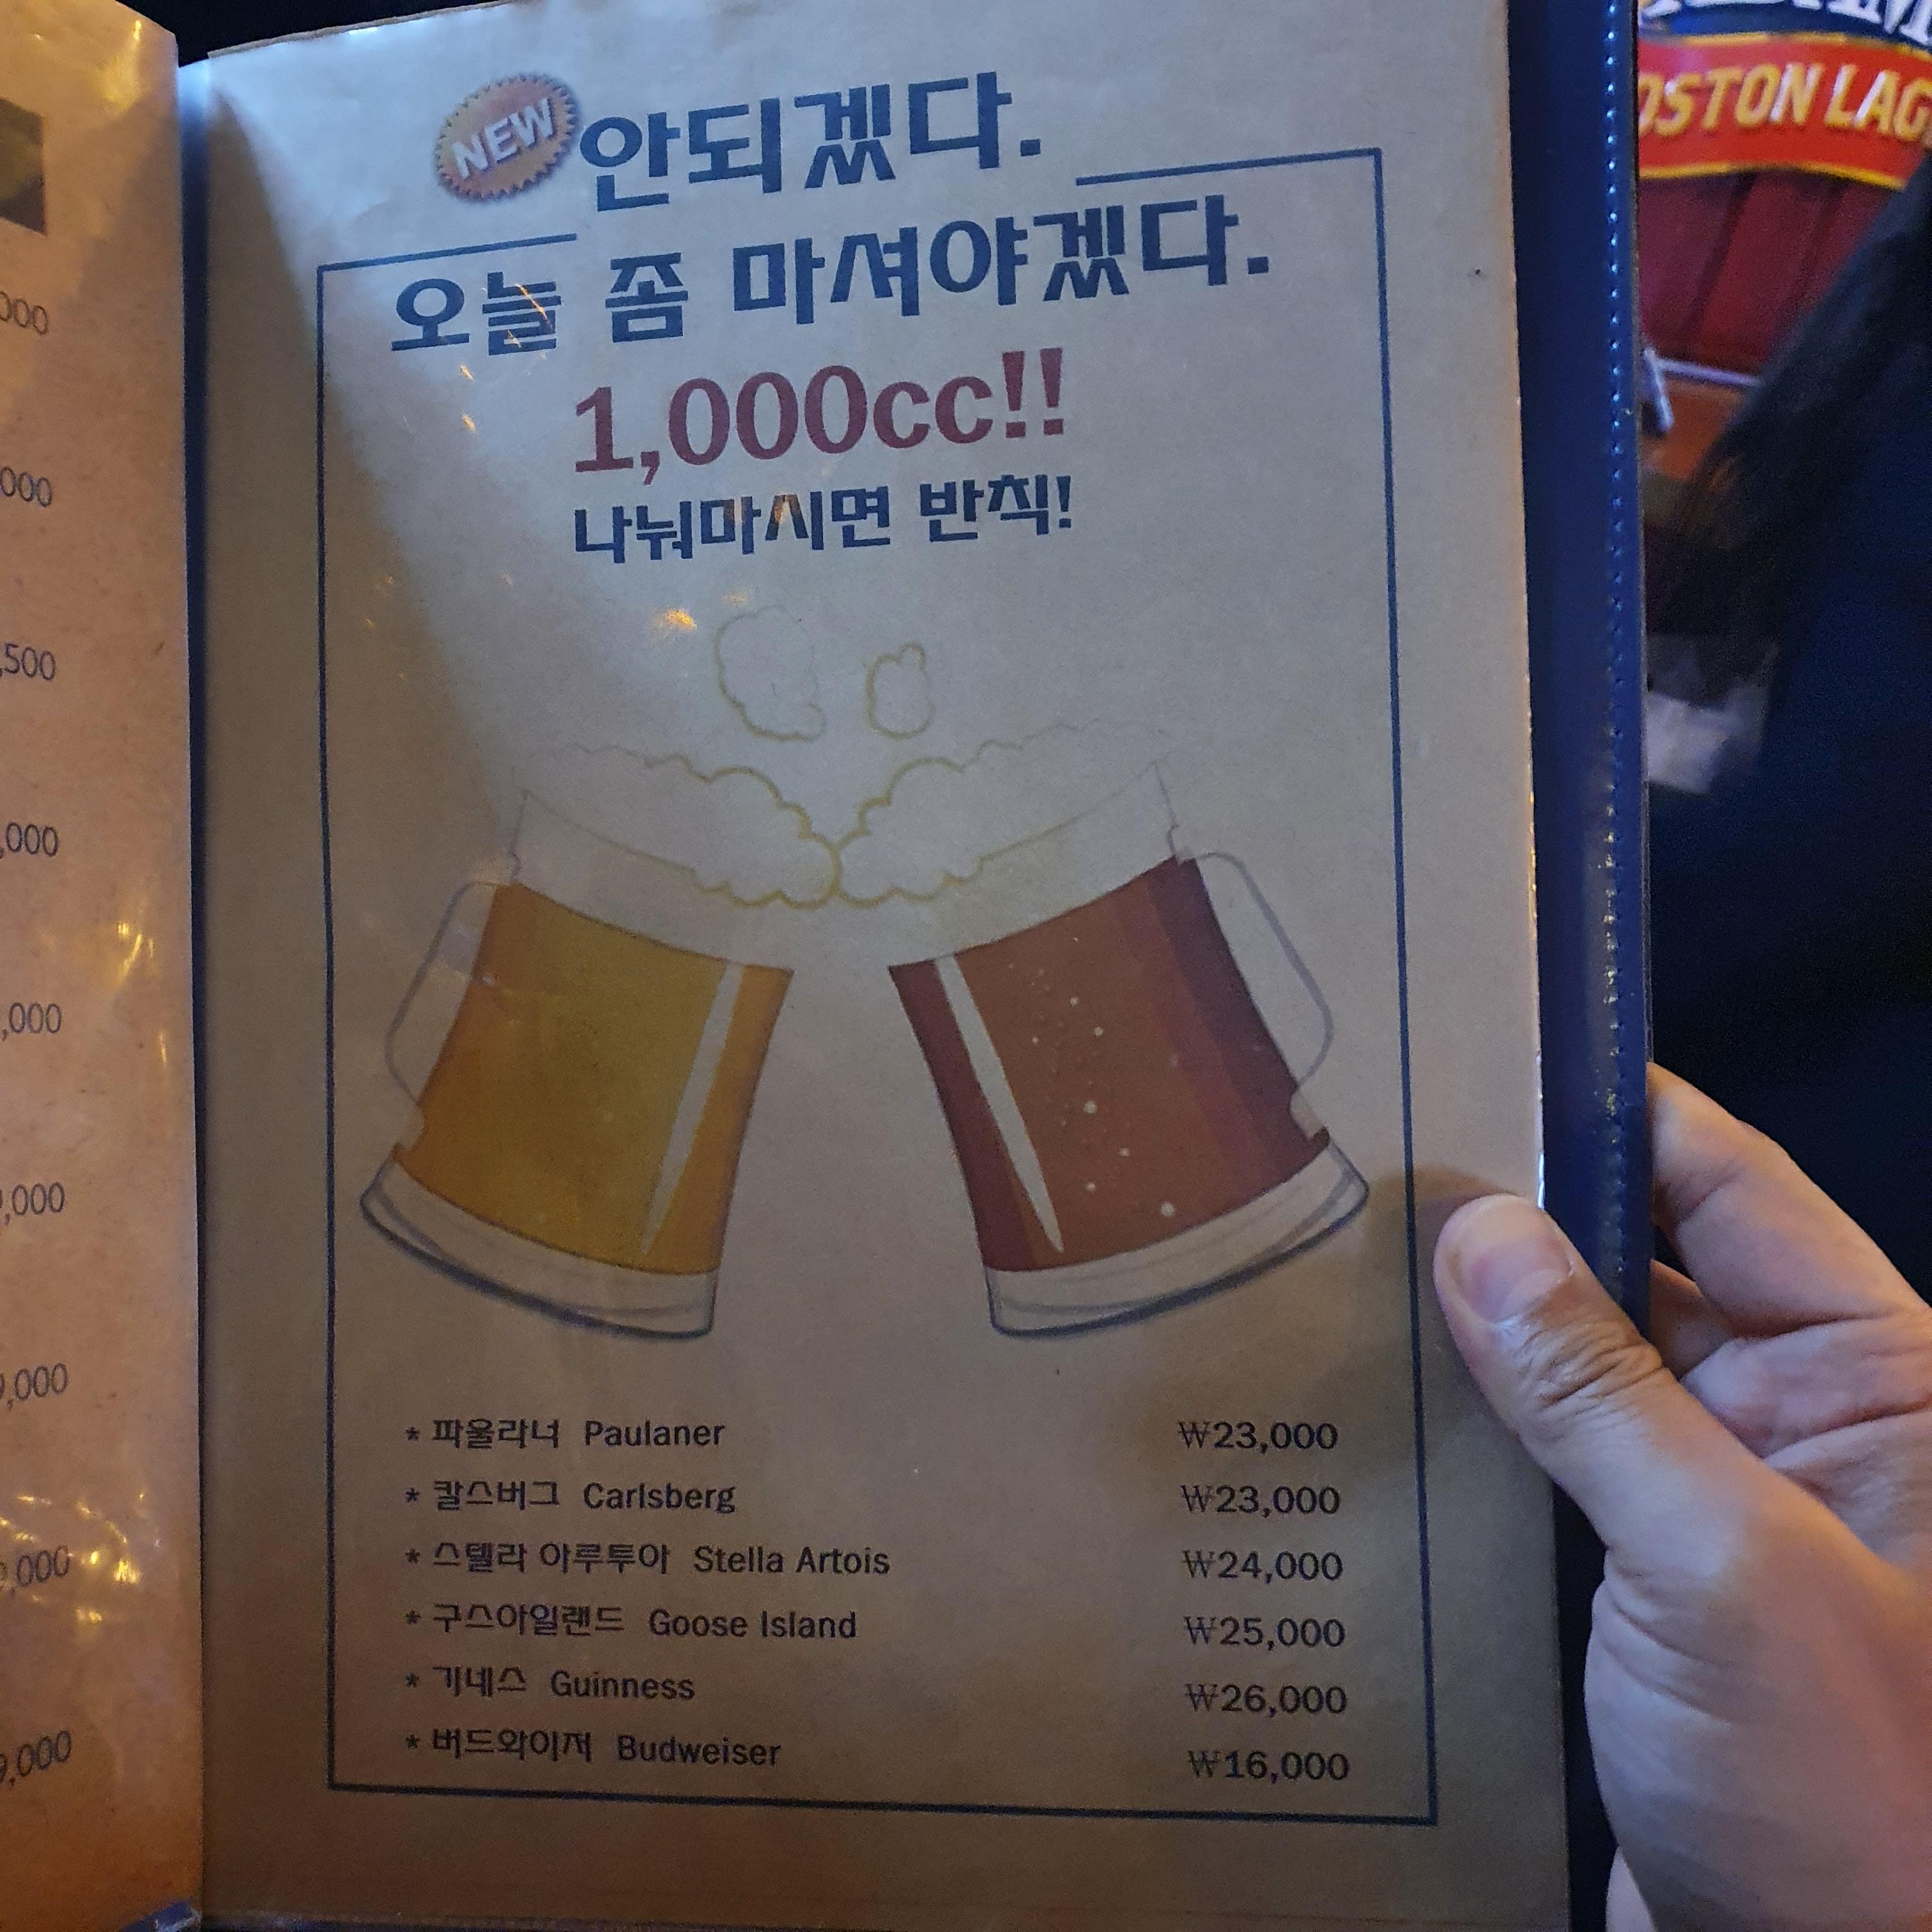 NEW 안되겠다.
오늘 쫌 마셔야겠다.
1,000cc!!
나눠마시면 반칙!
* 파울라너 Paulaner ₩23,000
* 칼스버그 Carlsberg ₩23,000
* 스텔라 아루투아 Stella Artois ₩24,000
* 구스아일랜드 Goose Island ₩25,000
* 기네스 Guinness ₩26,000
* 버드와이저 Budweiser ₩16,000